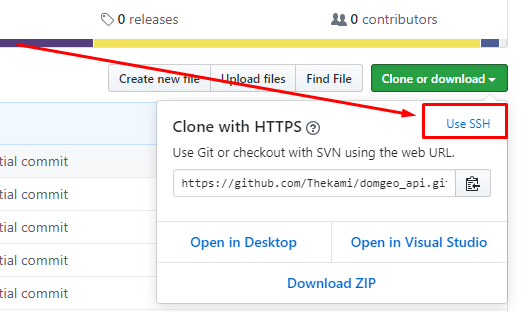 0 releases
0 contributors
Create new file
Upload files
Find File
Clone or download
Clone with HTTPS
Use SSH
Use Git or checkout with SVN using the web URL.
https://github.com/Thekami/domgeo_api.gi
Open in Desktop
Open in Visual Studio
Download ZIP
tial commit
tial commit
tial commit
tial commit
tial commit